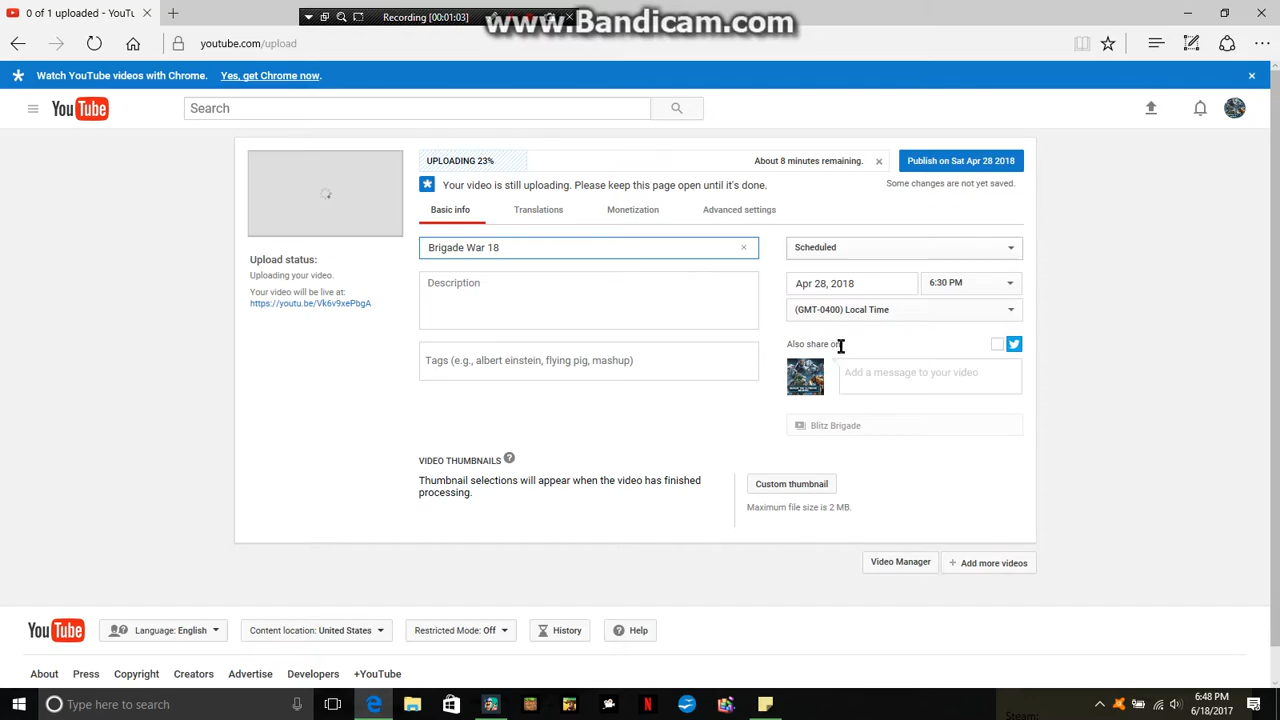 0 of 1 uploaded - YouTu
Recording [00:01:03]
www.Bandicam.com
youtube.com/upload
Watch YouTube videos with Chrome. Yes, get Chrome now.
YouTube
Search
UPLOADING 23%
About 8 minutes remaining.
Publish on Sat Apr 28 2018
Your video is still uploading. Please keep this page open until it's done.
Some changes are not yet saved.
Basic info
Translations
Monetization
Advanced settings
Brigade War 18
Scheduled
Upload status:
Uploading your video.
Your video will be live at:
https://youtu.be/Vk6v9xePbgA
Description
Apr 28, 2018
6:30 PM
(GMT-0400) Local Time
Tags (e.g., albert einstein, flying pig, mashup)
Also share on
Add a message to your video
Blitz Brigade
VIDEO THUMBNAILS ?
Thumbnail selections will appear when the video has finished
processing.
Custom thumbnail
Maximum file size is 2 MB.
Video Manager
+ Add more videos
YouTube
Language: English
Content location: United States
Restricted Mode: Off
History
Help
About
Press
Copyright
Creators
Advertise
Developers
+YouTube
Type here to search
Steam
6:48 PM
6/18/2017